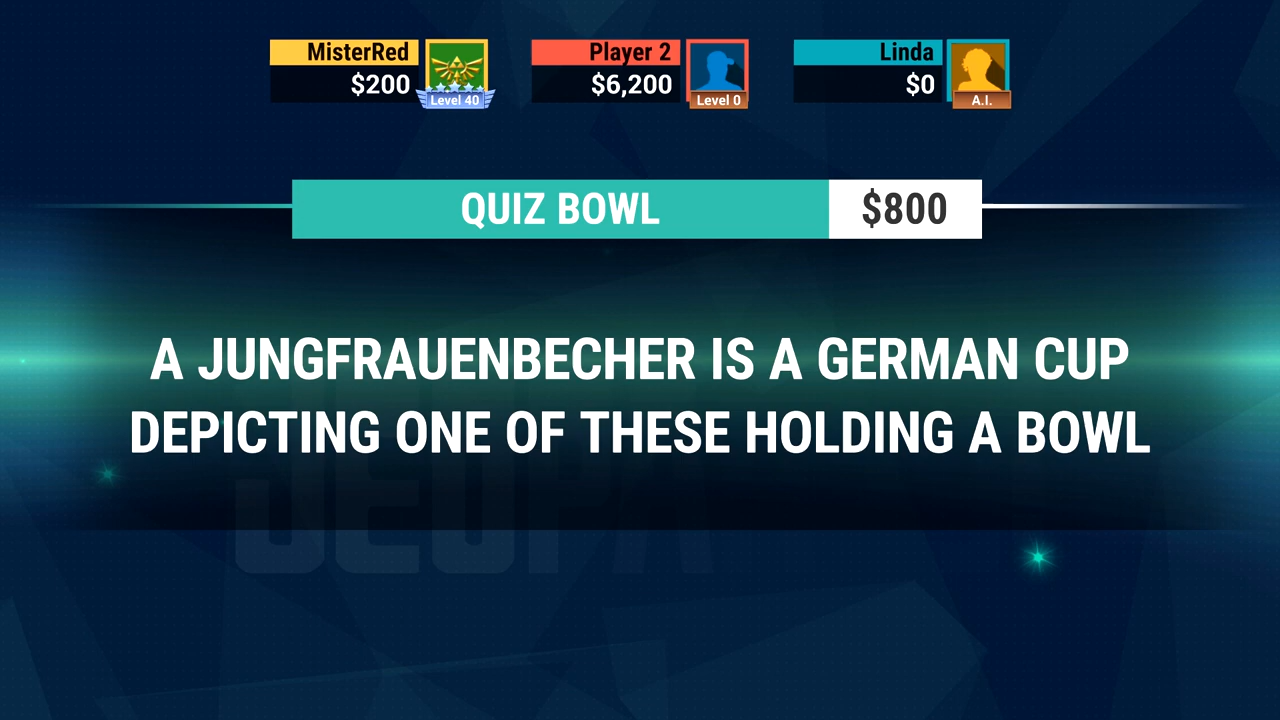 MisterRed
$200
Level 40
Player 2
$6,200
Level 0
Linda
$0
A.I.
QUIZ BOWL
$800
A JUNGFRAUENBECHER IS A GERMAN CUP
DEPICTING ONE OF THESE HOLDING A BOWL